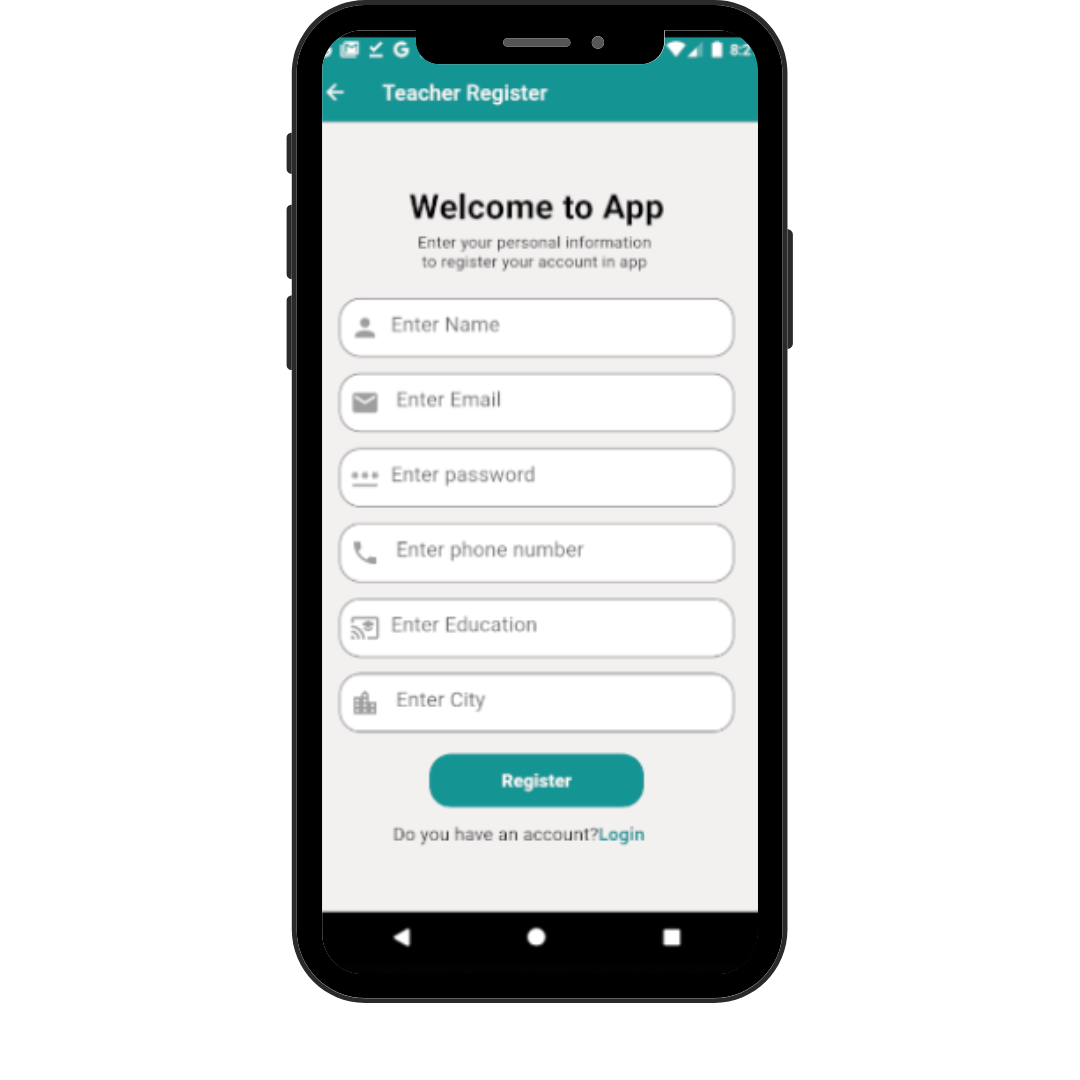 G 8:2
Teacher Register
Welcome to App
Enter your personal information
to register your account in app
Enter Name
Enter Email
Enter password
Enter phone number
Enter Education
Enter City
Register
Do you have an account?Login